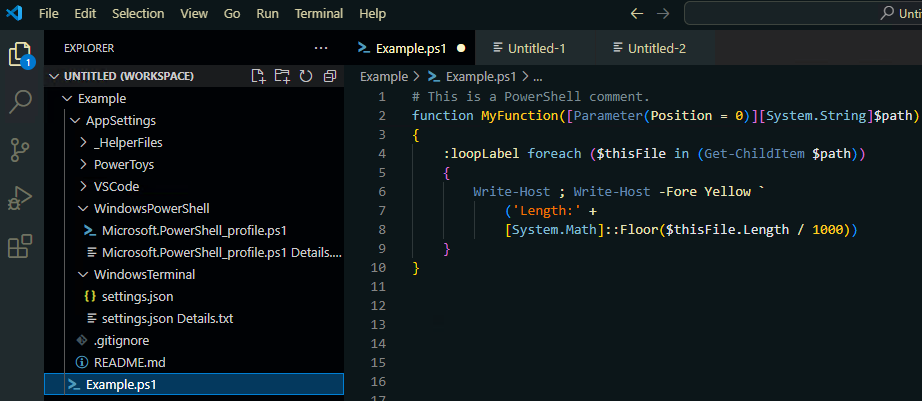 File Edit Selection View Go Run Terminal Help
Unti
EXPLORER
Example.ps1 Untitled-1 Untitled-2
1
UNTITLED (WORKSPACE)
Example > Example.ps1 > ...
Example
AppSettings
_HelperFiles
PowerToys
VSCode
WindowsPowerShell
Microsoft.PowerShell_profile.ps1
Microsoft.PowerShell_profile.ps1 Details....
WindowsTerminal
settings.json
settings.json Details.txt
.gitignore
README.md
Example.ps1
1 # This is a PowerShell comment.
2 function MyFunction([Parameter(Position = 0)][System.String]$path)
3 {
4 :loopLabel foreach ($thisFile in (Get-ChildItem $path))
5 {
6 Write-Host ; Write-Host -Fore Yellow `
7 ('Length:' +
8 [System.Math]::Floor($thisFile.Length / 1000))
9 }
10 }
11
12
13
14
15
16
17